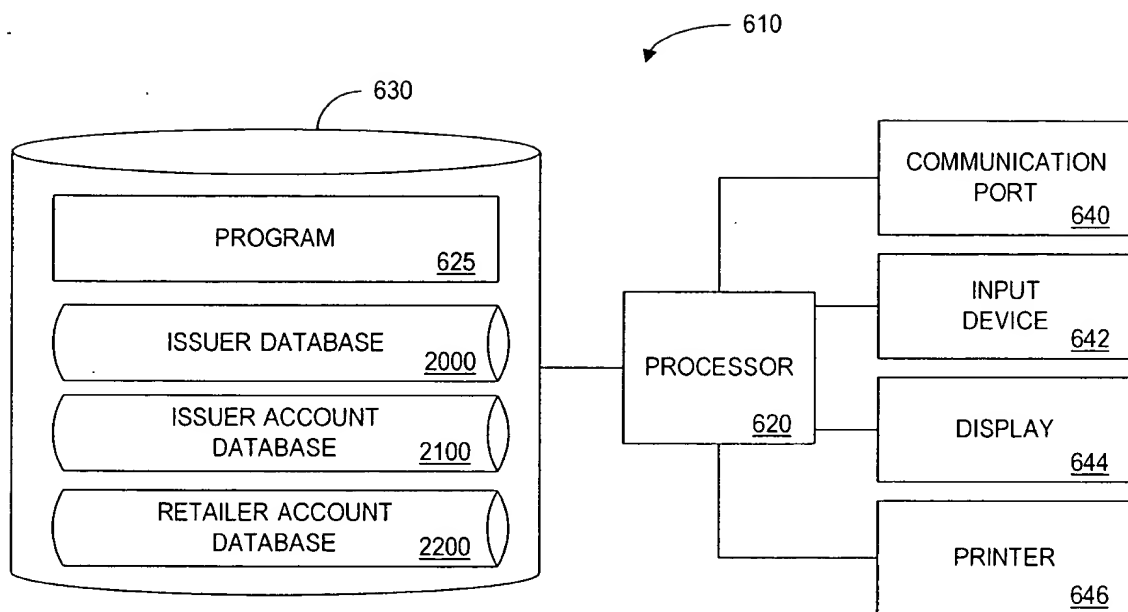 610
630
PROGRAM
625
ISSUER DATABASE
2000
ISSUER ACCOUNT
DATABASE
2100
RETAILER ACCOUNT
DATABASE
2200
PROCESSOR
620
COMMUNICATION
PORT
640
INPUT
DEVICE
642
DISPLAY
644
PRINTER
646